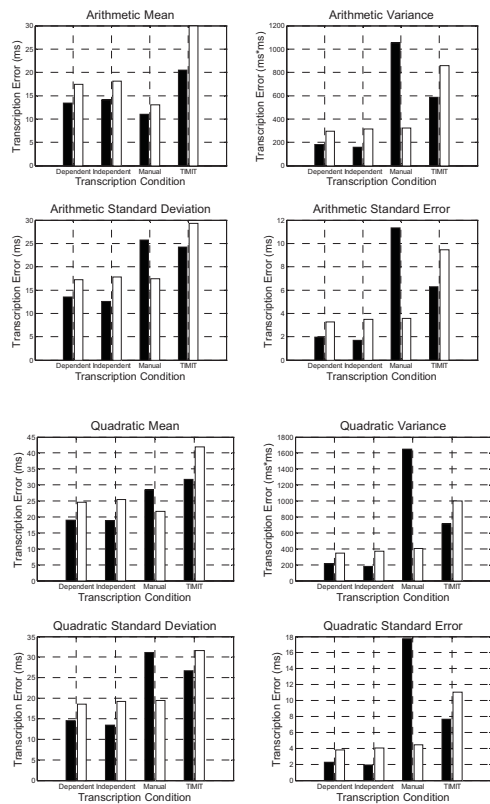 Arithmetic Mean
Transcription Error (ms)
30
25
20
15
10
5
0
Dependent Independent Manual TIMIT
Transcription Condition
Arithmetic Variance
Transcription Error (ms*ms)
1200
1000
800
600
400
200
0
Dependent Independent Manual TIMIT
Transcription Condition
Arithmetic Standard Deviation
Transcription Error (ms)
30
25
20
15
10
5
0
Dependent Independent Manual TIMIT
Transcription Condition
Arithmetic Standard Error
Transcription Error (ms)
12
10
8
6
4
2
0
Dependent Independent Manual TIMIT
Transcription Condition
Quadratic Mean
Transcription Error (ms)
45
40
35
30
25
20
15
10
5
0
Dependent Independent Manual TIMIT
Transcription Condition
Quadratic Variance
Transcription Error (ms*ms)
1800
1600
1400
1200
1000
800
600
400
200
0
Dependent Independent Manual TIMIT
Transcription Condition
Quadratic Standard Deviation
Transcription Error (ms)
35
30
25
20
15
10
5
0
Dependent Independent Manual TIMIT
Transcription Condition
Quadratic Standard Error
Transcription Error (ms)
18
16
14
12
10
8
6
4
2
0
Dependent Independent Manual TIMIT
Transcription Condition